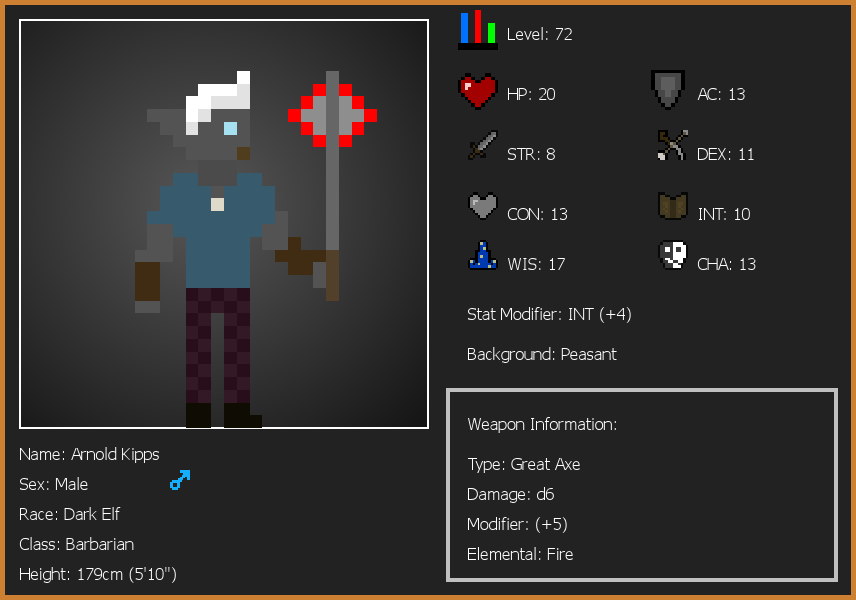 Level: 72
HP: 20
AC: 13
STR: 8
DEX: 11
CON: 13
INT: 10
WIS: 17
CHA: 13
Stat Modifier: INT (+4)
Background: Peasant
Weapon Information:
Type: Great Axe
Damage: d6
Modifier: (+5)
Elemental: Fire
Name: Arnold Kipps
Sex: Male
Race: Dark Elf
Class: Barbarian
Height: 179cm (5'10")